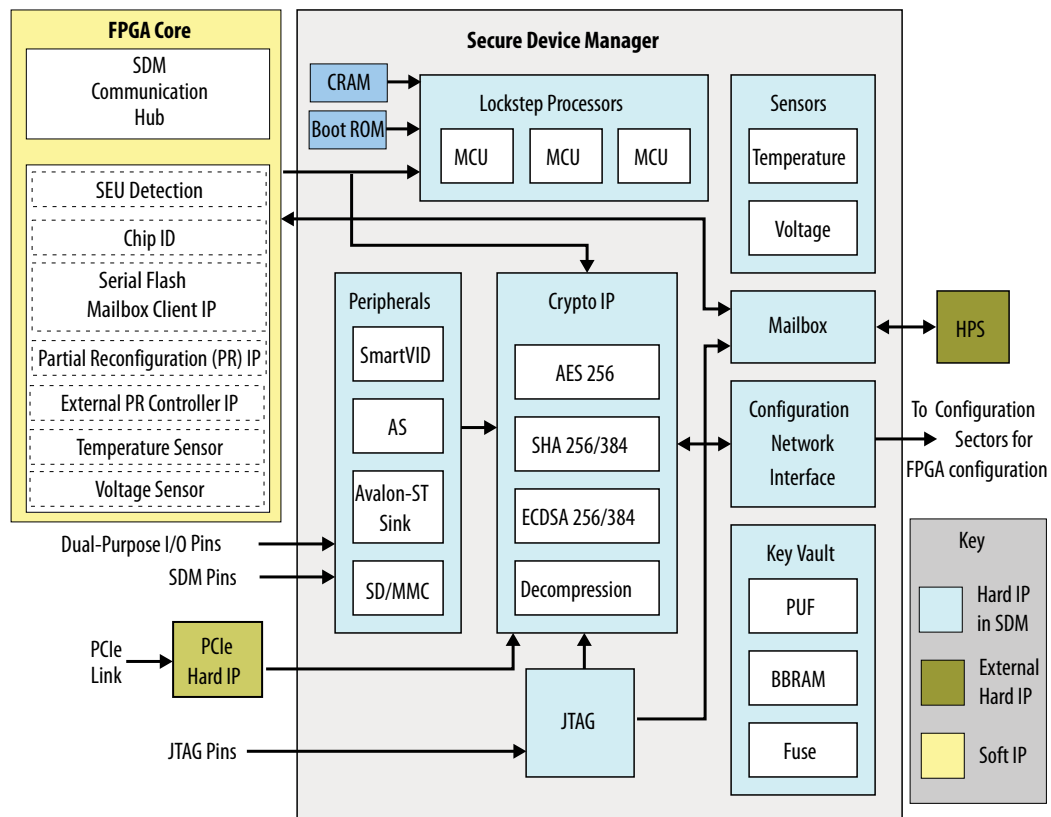 FPGA Core
SDM
Communication
Hub
SEU Detection
Chip ID
Serial Flash
Mailbox Client IP
Partial Reconfiguration (PR) IP
External PR Controller IP
Temperature Sensor
Voltage Sensor
Secure Device Manager
CRAM
Boot ROM
Lockstep Processors
MCU
MCU
MCU
Sensors
Temperature
Voltage
Peripherals
SmartVID
AS
Avalon-ST
Sink
SD/MMC
Crypto IP
AES 256
SHA 256/384
ECDSA 256/384
Decompression
Mailbox
HPS
Configuration
Network
Interface
To Configuration
Sectors for
FPGA configuration
Key Vault
PUF
BBRAM
Fuse
Dual-Purpose I/O Pins
SDM Pins
PCIe
Link
PCIe
Hard IP
JTAG Pins
JTAG
Key
Hard IP
in SDM
External
Hard IP
Soft IP